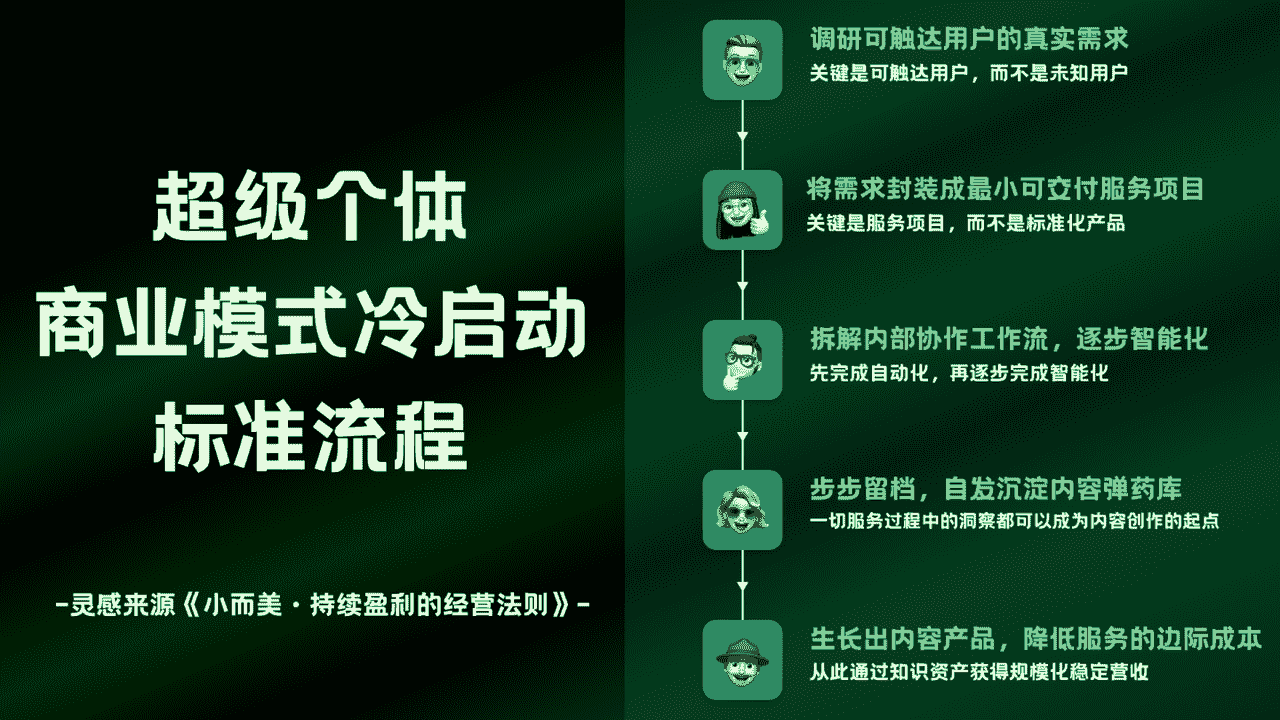 超级个体
商业模式冷启动
标准流程
-灵感来源《小而美·持续盈利的经营法则》-
调研可触达用户的真实需求
关键是可触达用户，而不是未知用户
将需求封装成最小可交付服务项目
关键是服务项目，而不是标准化产品
拆解内部协作工作流，逐步智能化
先完成自动化，再逐步完成智能化
步步留档，自发沉淀内容弹药库
一切服务过程中的洞察都可以成为内容创作的起点
生长出内容产品，降低服务的边际成本
从此通过知识资产获得规模化稳定营收